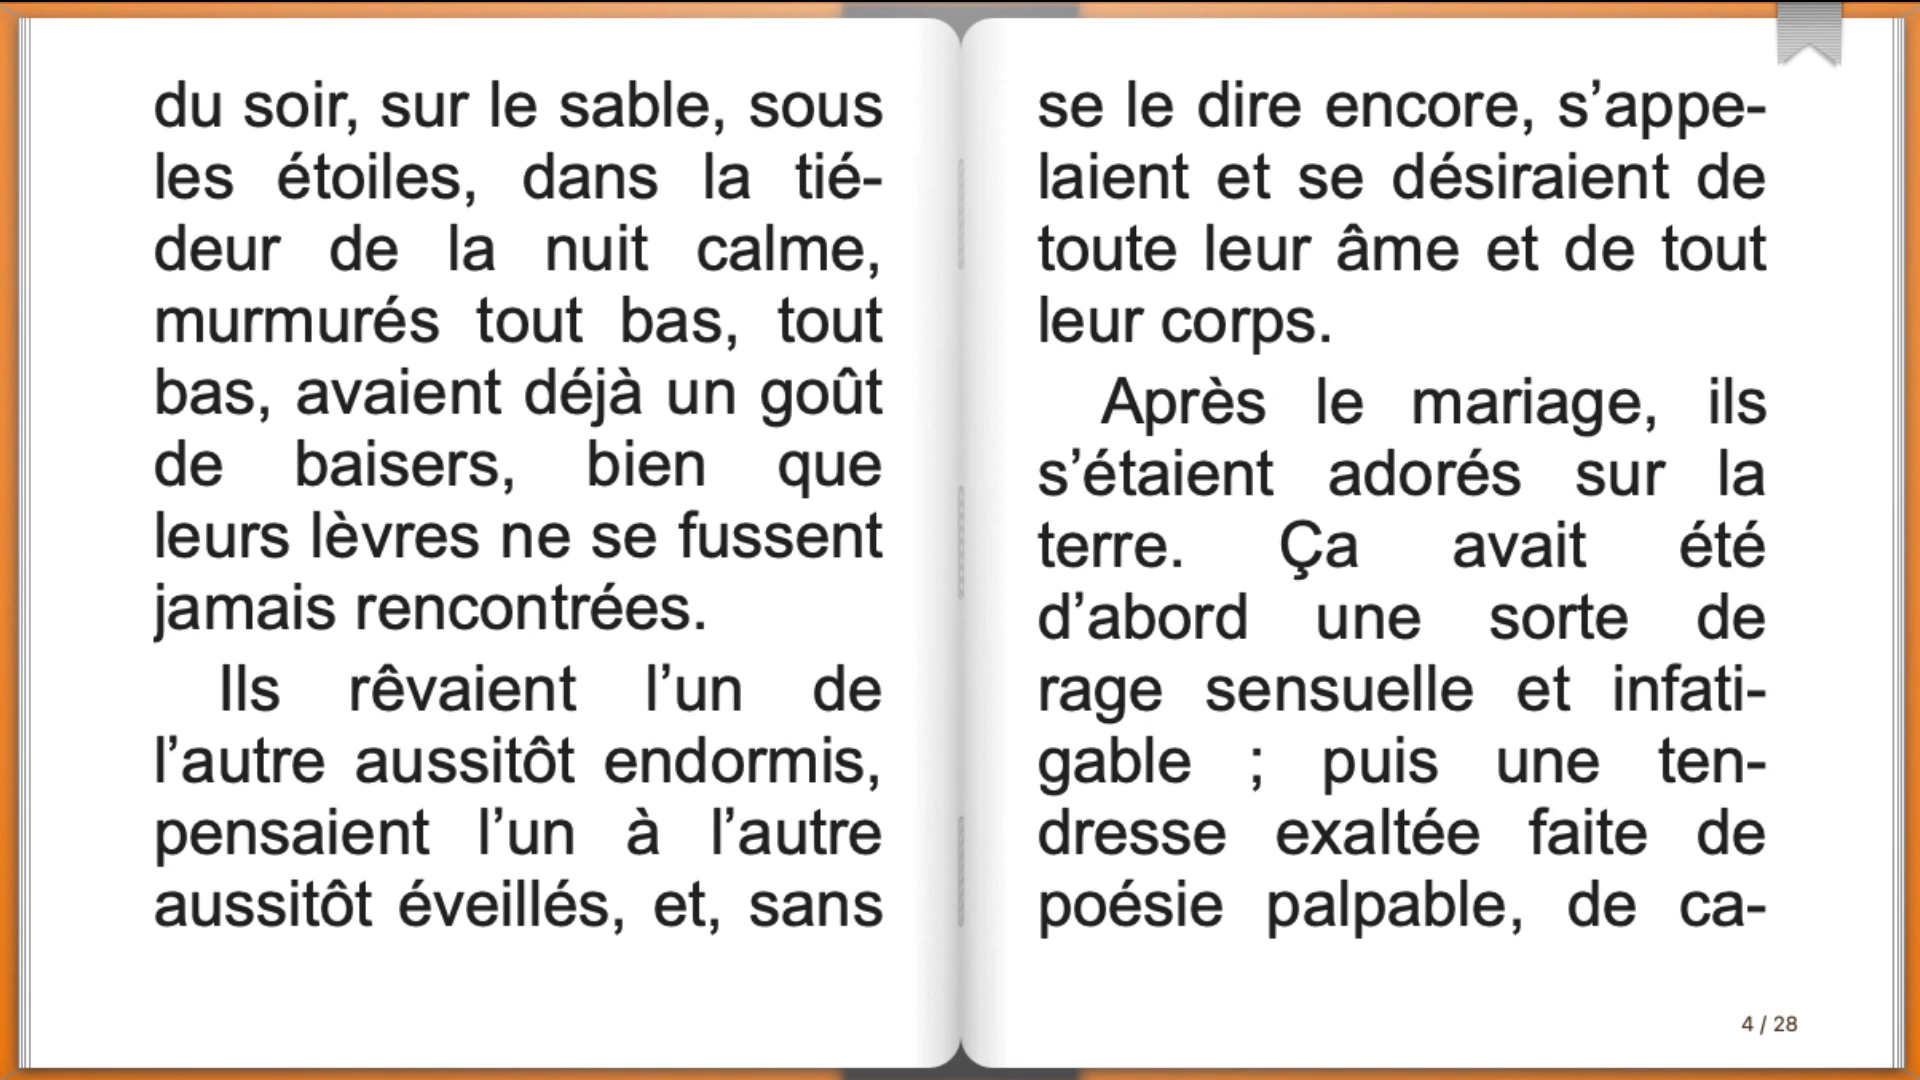 du soir, sur le sable, sous
les étoiles, dans la tié-
deur de la nuit calme,
murmurés tout bas, tout
bas, avaient déjà un goût
de baisers, bien que
leurs lèvres ne se fussent
jamais rencontrées.
Ils rêvaient l’un de
l’autre aussitôt endormis,
pensaient l’un à l’autre
aussitôt éveillés, et, sans
se le dire encore, s’appe-
laient et se désiraient de
toute leur âme et de tout
leur corps.
Après le mariage, ils
s’étaient adorés sur la
terre. Ça avait été
d’abord une sorte de
rage sensuelle et infati-
gable ; puis une ten-
dresse exaltée faite de
poésie palpable, de ca-
4 / 28